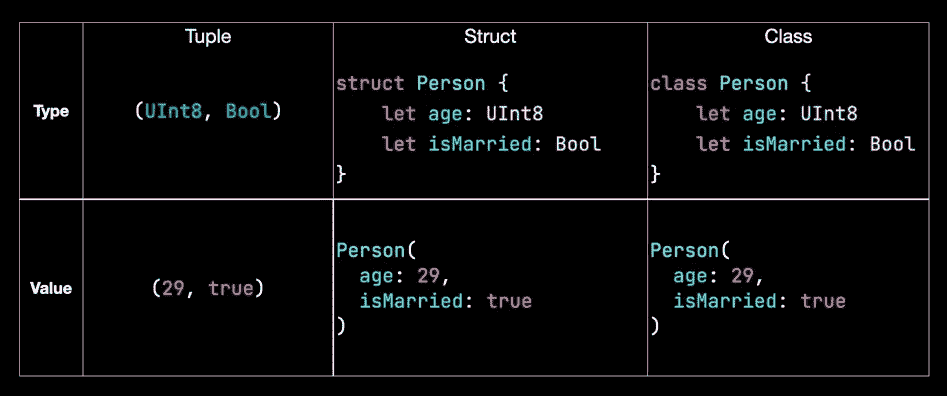 Tuple Struct Class
Type
(UInt8, Bool)
struct Person {
    let age: UInt8
    let isMarried: Bool
}
class Person {
    let age: UInt8
    let isMarried: Bool
}
Value
(29, true)
Person(
  age: 29,
  isMarried: true
)
Person(
  age: 29,
  isMarried: true
)